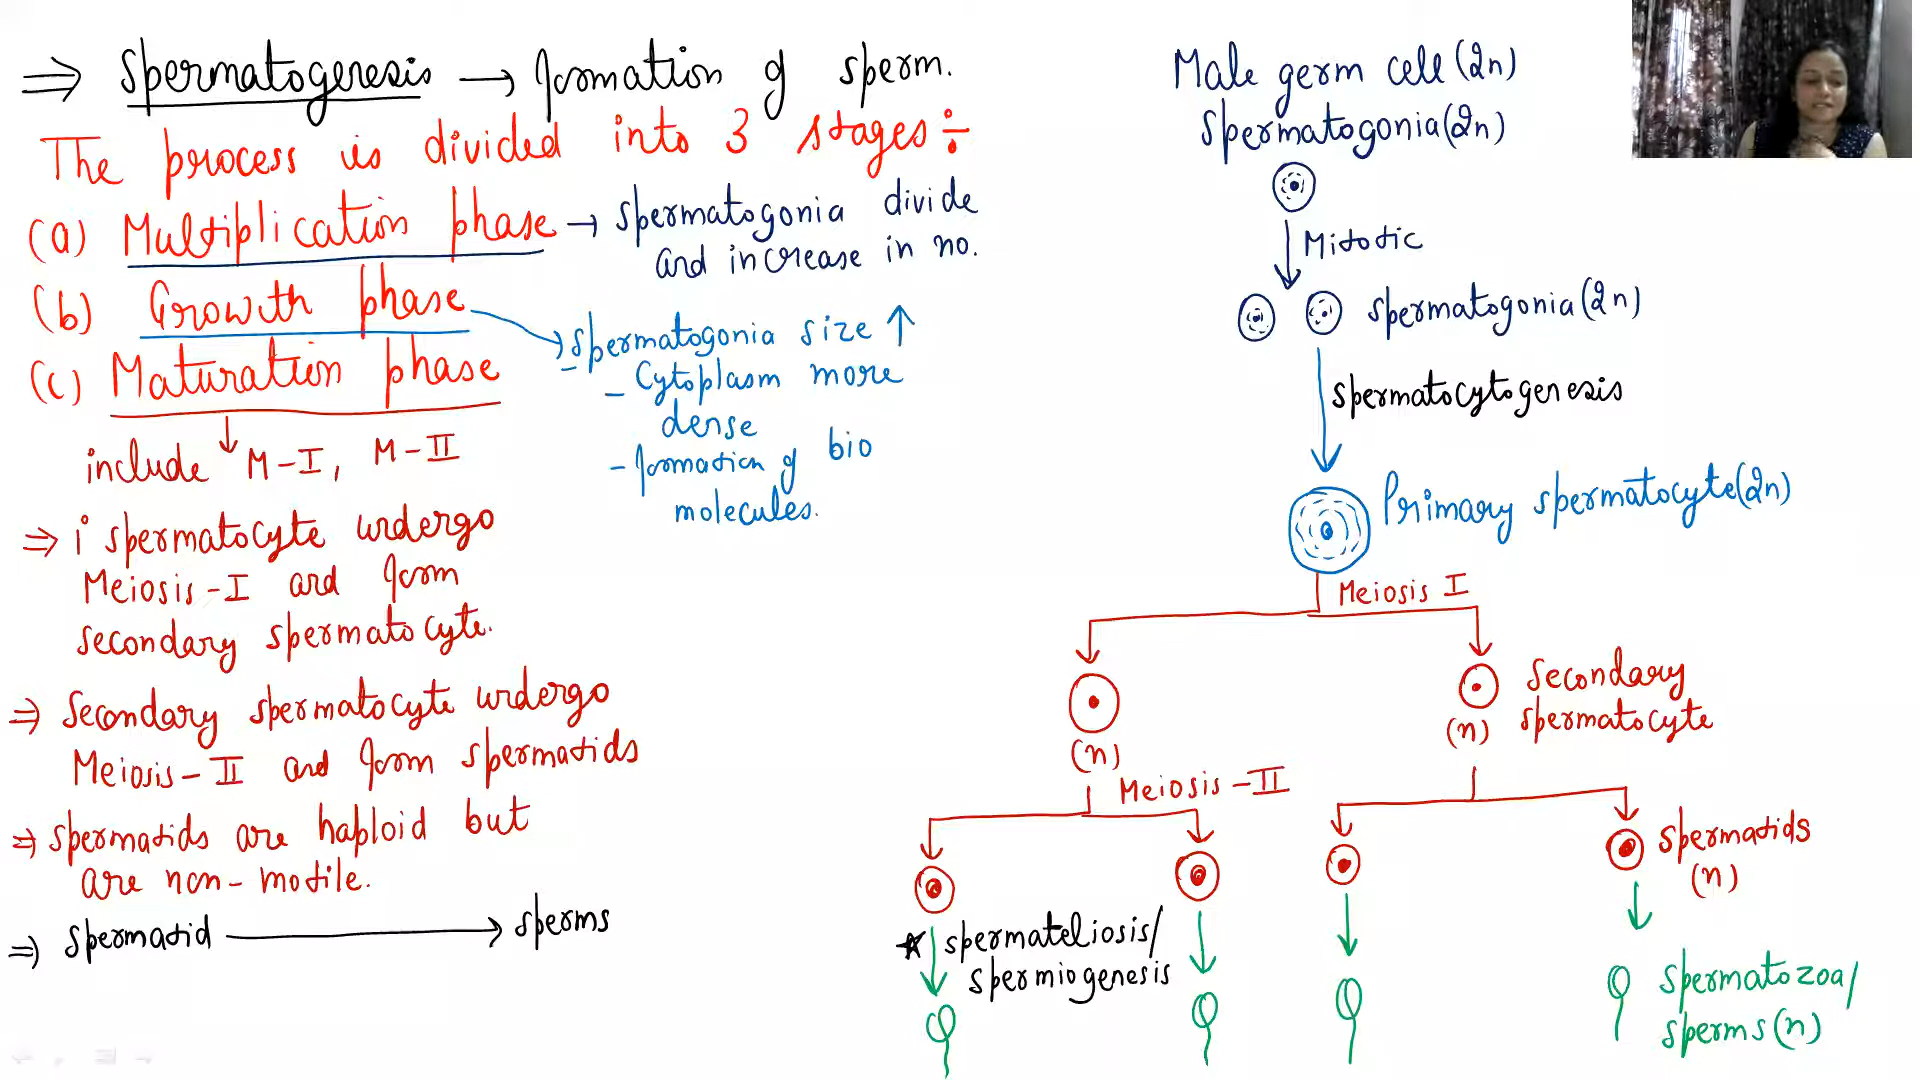 ⇒ Spermatogenesis → formation of sperm.
The process is divided into 3 stages ÷
(a) Multiplication phase → spermatogonia divide
and increase in no.
(b) Growth phase → spermatogonia size ↑
- Cytoplasm more
dense
- formation of bio
molecules.
(c) Maturation phase
include M-I, M-II
⇒ i spermatocyte undergo
Meiosis-I and form
secondary spermatocyte.
⇒ Secondary spermatocyte undergo
Meiosis-II and form spermatids
⇒ spermatids are haploid but
are non-motile.
⇒ spermatid → sperms
Male germ cell (2n)
spermatogonia (2n)
Mitotic
spermatogonia (2n)
spermatocytogenesis
Primary spermatocyte (2n)
Meiosis I
Secondary
(n) spermatocyte
(n)
Meiosis-II
spermatids
(n)
* spermateliosis/
spermiogenesis
spermatozoa/
sperms (n)